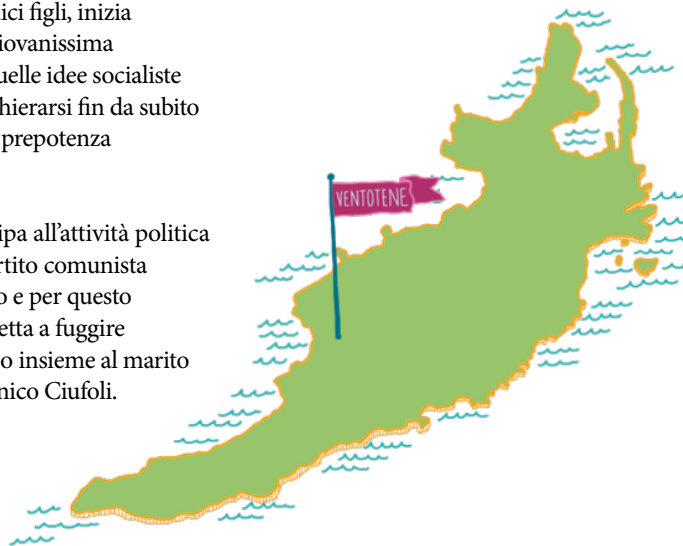 ici figli, inizia
iovanissima
uelle idee socialiste
hierarsi fin da subito
prepotenza
ipa all’attività politica
rtito comunista
o e per questo
etta a fuggire
o insieme al marito
nico Ciufoli.
VENTOTENE